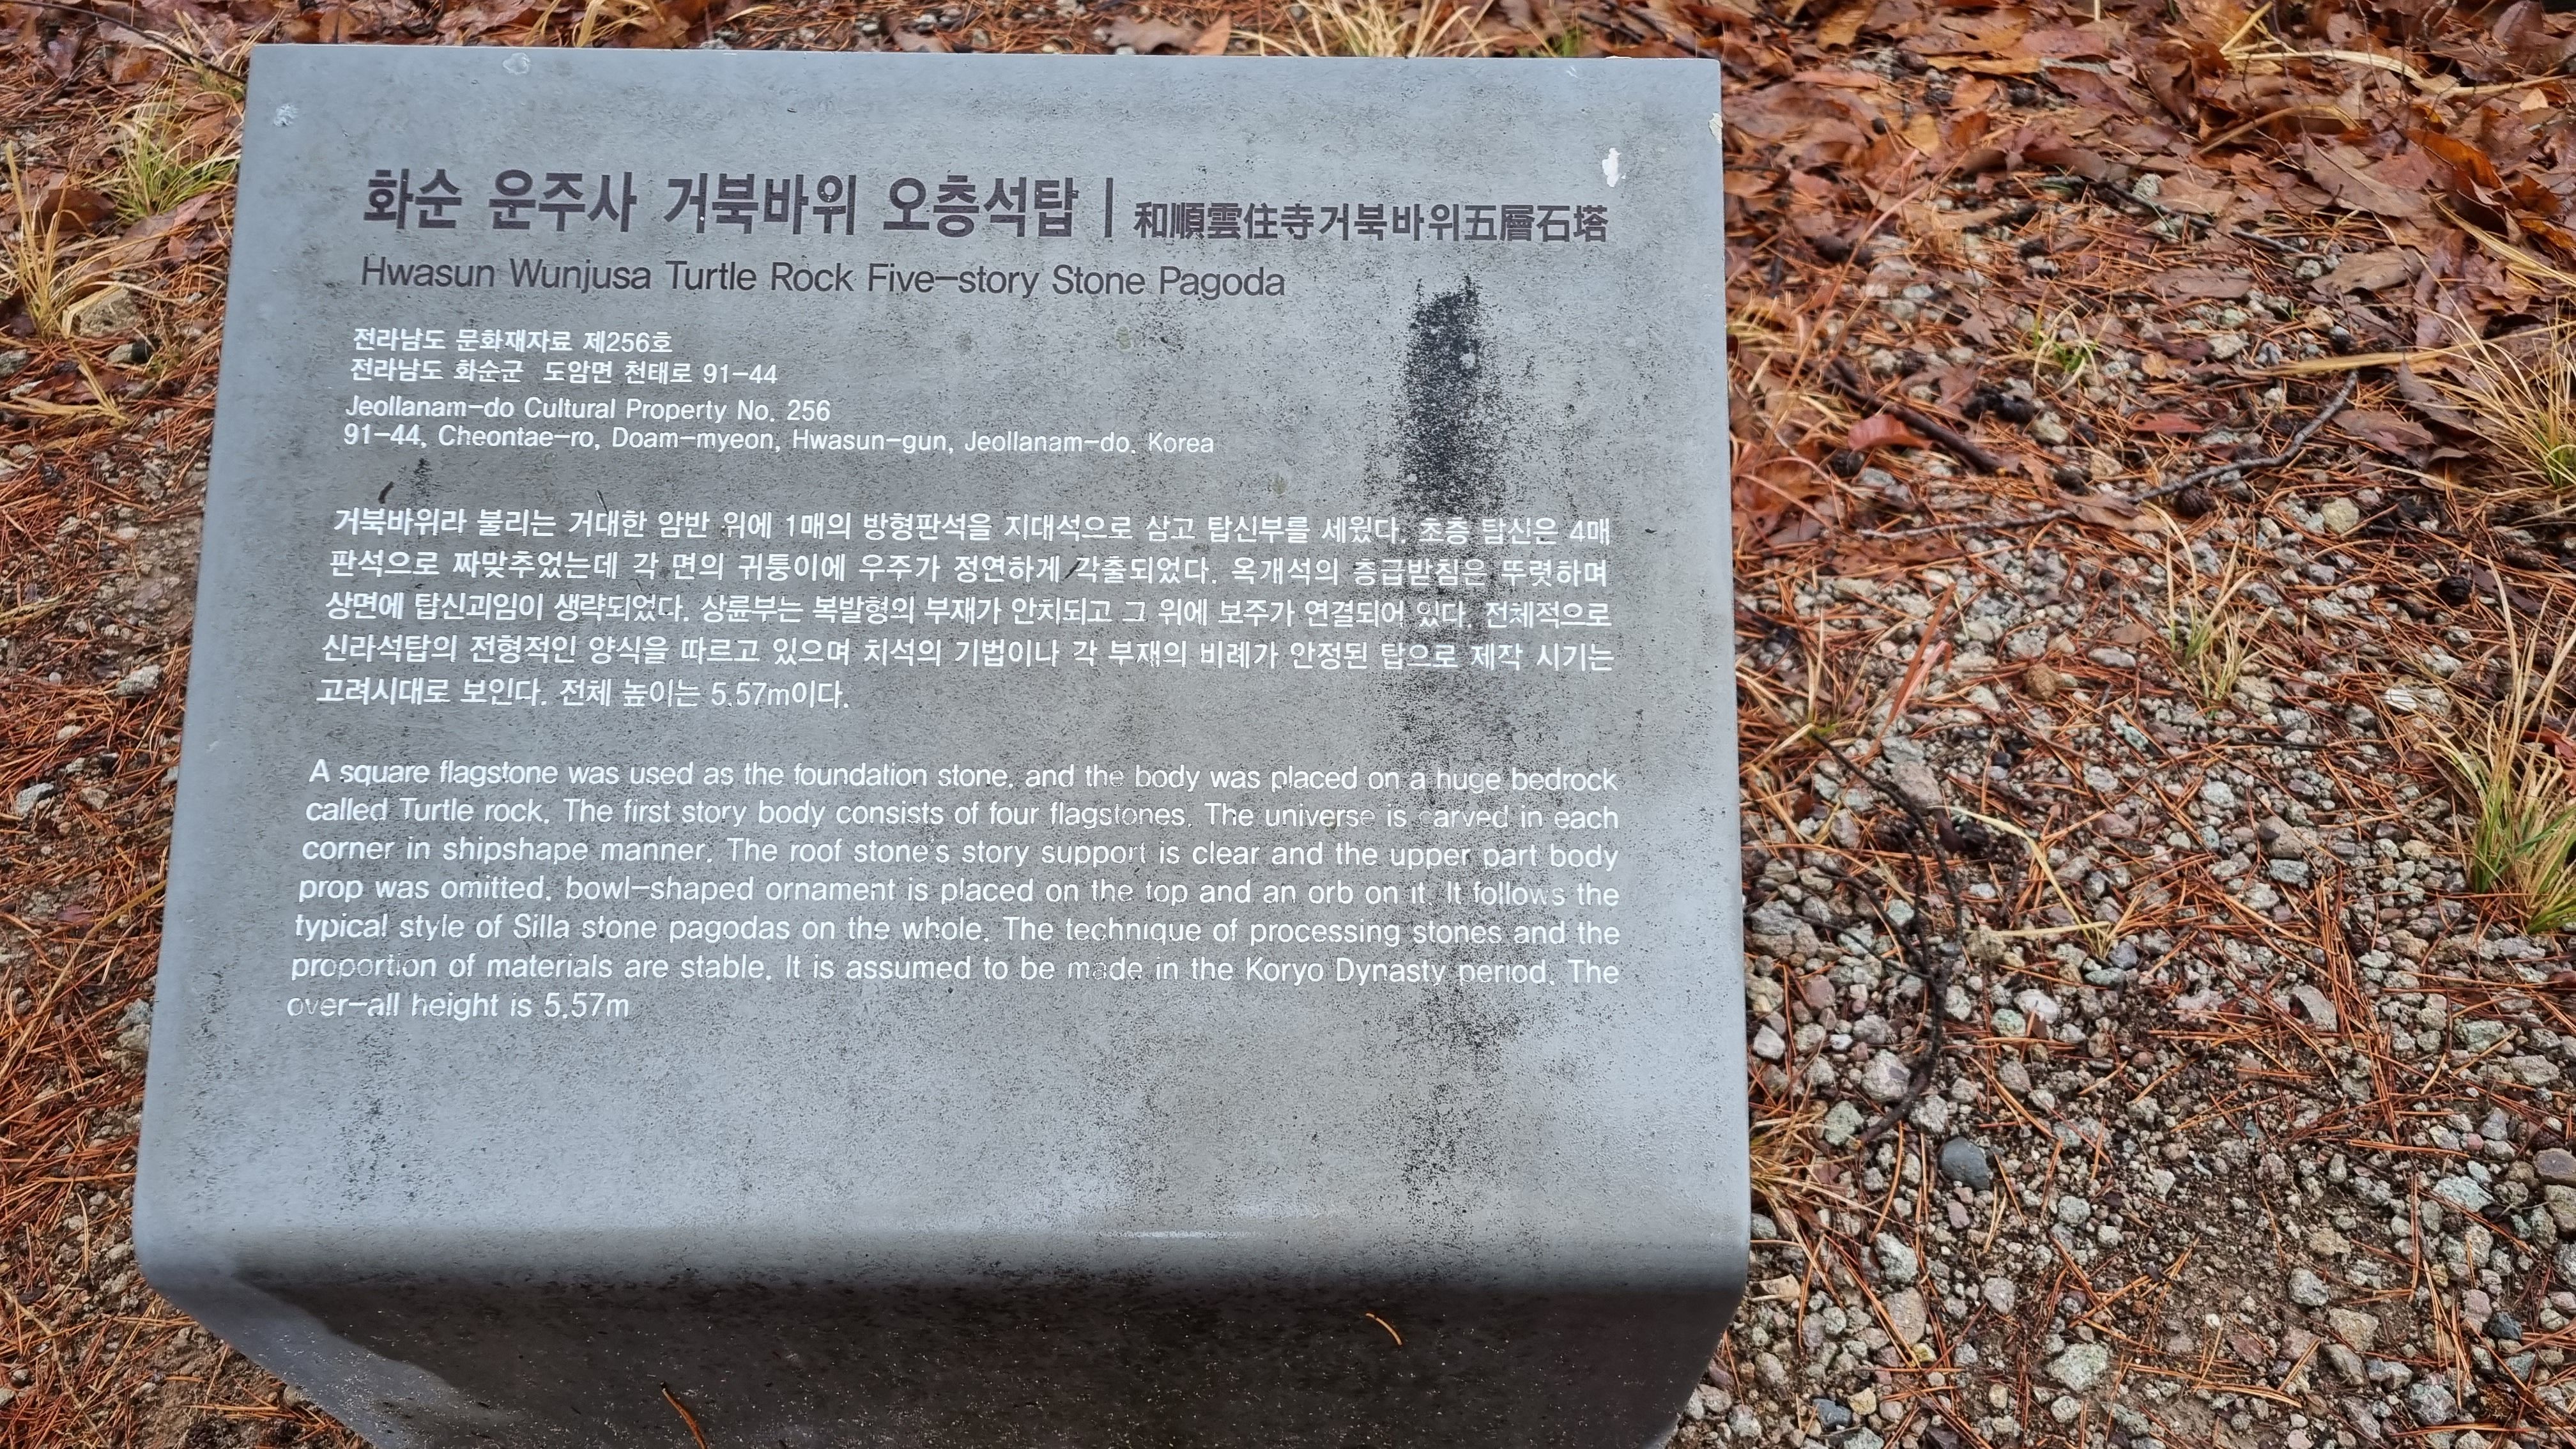 화순 운주사 거북바위 오층석탑 | 和順雲住寺거북바위五層石塔
Hwasun Wunjusa Turtle Rock Five-story Stone Pagoda
전라남도 문화재자료 제256호
전라남도 화순군 도암면 천태로 91-44
Jeollanam-do Cultural Property No. 256
91-44, Cheontae-ro, Doam-myeon, Hwasun-gun, Jeollanam-do, Korea
거북바위라 불리는 거대한 암반 위에 1매의 방형판석을 지대석으로 삼고 탑신부를 세웠다. 초층 탑신은 4매
판석으로 짜맞추었는데 각 면의 귀퉁이에 우주가 정연하게 각출되었다. 옥개석의 층급받침은 뚜렷하며
상면에 탑신괴임이 생략되었다. 상륜부는 복발형의 부재가 안치되고 그 위에 보주가 연결되어 있다. 전체적으로
신라석탑의 전형적인 양식을 따르고 있으며 치석의 기법이나 각 부재의 비례가 안정된 탑으로 제작 시기는
고려시대로 보인다. 전체 높이는 5.57m이다.
A square flagstone was used as the foundation stone, and the body was placed on a huge bedrock
called Turtle rock. The first story body consists of four flagstones. The universe is carved in each
corner in shipshape manner. The roof stone's story support is clear and the upper part body
prop was omitted, bowl-shaped ornament is placed on the top and an orb on it. It follows the
typical style of Silla stone pagodas on the whole. The technique of processing stones and the
proportion of materials are stable. It is assumed to be made in the Koryo Dynasty period. The
over-all height is 5.57m